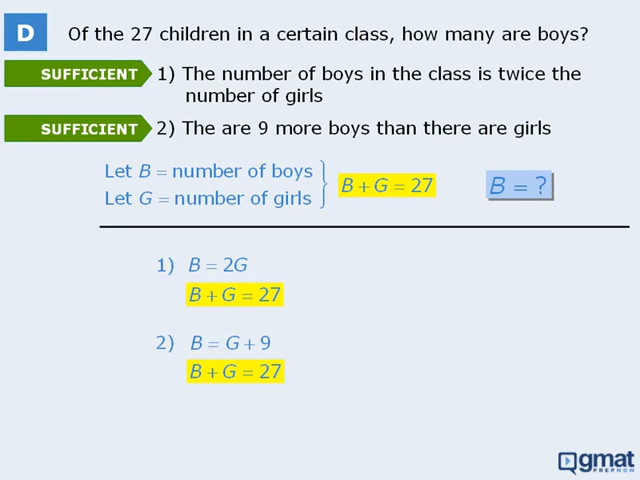 D
Of the 27 children in a certain class, how many are boys?
SUFFICIENT
1) The number of boys in the class is twice the
number of girls
SUFFICIENT
2) The are 9 more boys than there are girls
Let B = number of boys
Let G = number of girls
B + G = 27
B = ?
1) B = 2G
B + G = 27
2) B = G + 9
B + G = 27
gmat
PREPNOW